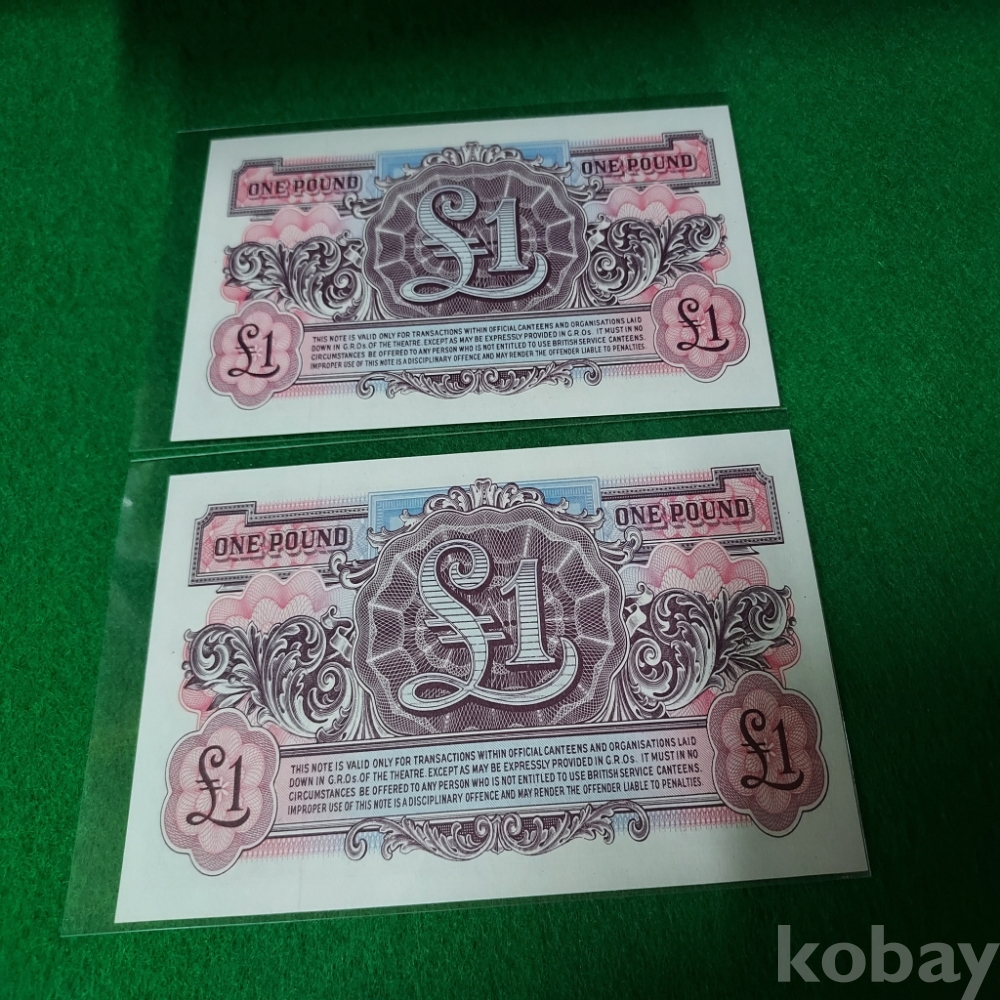 ONE POUND
ONE POUND
£1
£1
£1
THIS NOTE IS VALID ONLY FOR TRANSACTIONS WITHIN OFFICIAL CANTEENS AND ORGANISATIONS LAID
DOWN IN G.R.Os. OF THE THEATRE. EXCEPT AS MAY BE EXPRESSLY PROVIDED IN G.R.Os. IT MUST IN NO
CIRCUMSTANCES BE OFFERED TO ANY PERSON WHO IS NOT ENTITLED TO USE BRITISH SERVICE CANTEENS.
IMPROPER USE OF THIS NOTE IS A DISCIPLINARY OFFENCE AND MAY RENDER THE OFFENDER LIABLE TO PENALTIES.
ONE POUND
ONE POUND
£1
£1
£1
THIS NOTE IS VALID ONLY FOR TRANSACTIONS WITHIN OFFICIAL CANTEENS AND ORGANISATIONS LAID
DOWN IN G.R.Os. OF THE THEATRE. EXCEPT AS MAY BE EXPRESSLY PROVIDED IN G.R.Os. IT MUST IN NO
CIRCUMSTANCES BE OFFERED TO ANY PERSON WHO IS NOT ENTITLED TO USE BRITISH SERVICE CANTEENS.
IMPROPER USE OF THIS NOTE IS A DISCIPLINARY OFFENCE AND MAY RENDER THE OFFENDER LIABLE TO PENALTIES.
kobay